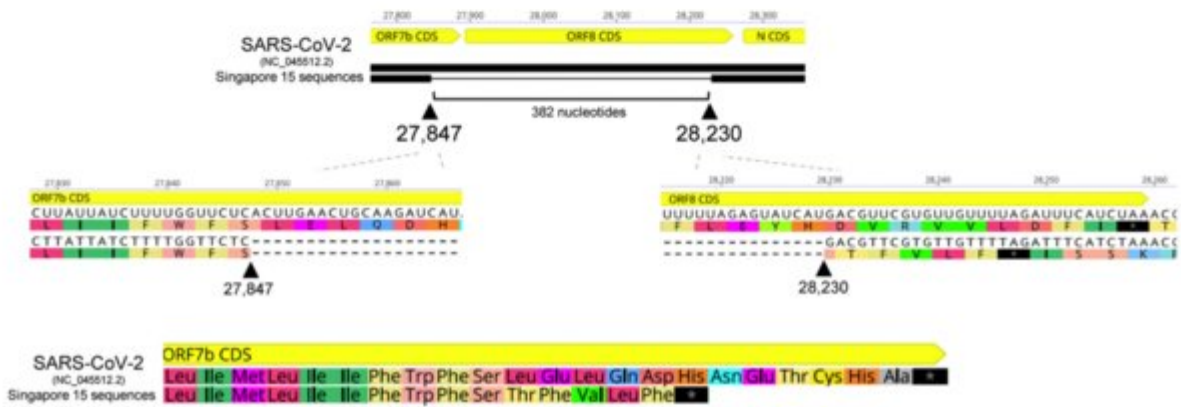 27,800 27,900 28,000 28,100 28,200 28,300
ORF7b CDS ORF8 CDS N CDS
SARS-CoV-2
(NC_045512.2)
Singapore 15 sequences
382 nucleotides
27,847 28,230
27,830 27,840 27,850 27,860
ORF7b CDS
CUUAUUAUCUUUUGGUUCUCACUUGAACUGCAAGAUCAU
L I I F W F S L E L Q D H
CTTATTATCTTTTGGTTCTC--------------------
L I I F W F S
27,847
28,220 28,230 28,240 28,250 28,260
ORF8 CDS
UUUUUAGAGUAUCAUGACGUUCGUGUUGUUUUAGAUUUCAUCUAAACC
F L E Y H D V R V V L D F I * T
---------------GACGTTCGTGTTGTTTTAGATTTCATCTAAACC
T F V L F * I S S K
28,230
SARS-CoV-2
(NC_045512.2)
Singapore 15 sequences
ORF7b CDS
Leu Ile Met Leu Ile Ile Phe Trp Phe Ser Leu Glu Leu Gln Asp His Asn Glu Thr Cys His Ala *
Leu Ile Met Leu Ile Ile Phe Trp Phe Ser Thr Phe Val Leu Phe *